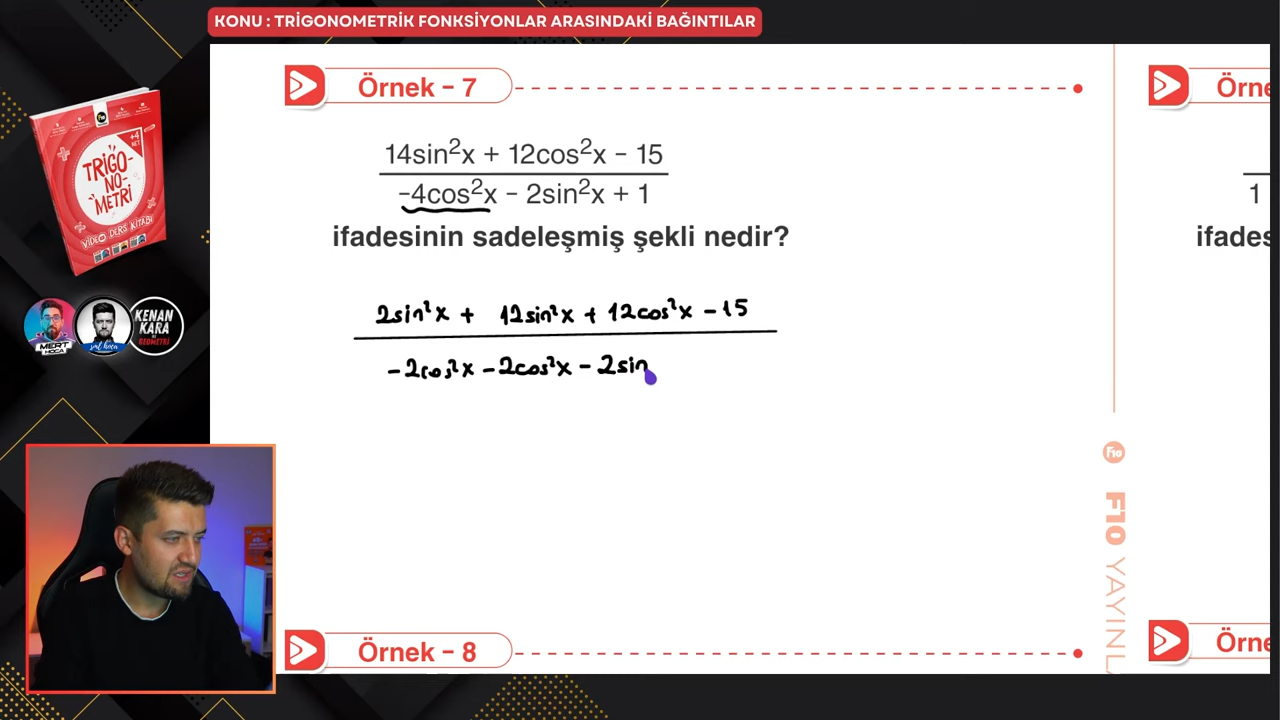 KONU : TRİGONOMETRİK FONKSİYONLAR ARASINDAKİ BAĞINTILAR
Örnek - 7
14sin²x + 12cos²x - 15
-4cos²x - 2sin²x + 1
ifadesinin sadeleşmiş şekli nedir?
2sin²x + 12sin²x + 12cos²x - 15
-2cos²x - 2cos²x - 2sin
Örnek - 8
Örne
1
ifades
Örne
F10
F10 YAYINL
+4 NET
TRİGO-
NO-
METRİ
VİDEO DERS KİTABI
MERT HOCA
KENAN
KARA
GEOMETRİ